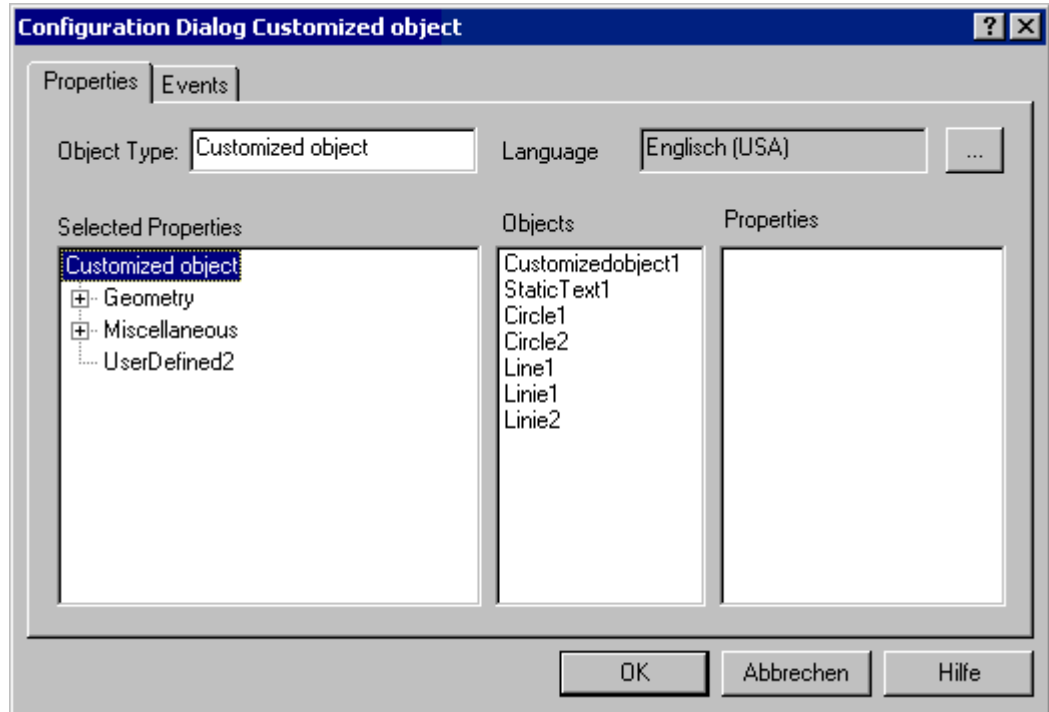 Configuration Dialog Customized object
Properties Events
Object Type: Customized object Language Englisch (USA) ...
Selected Properties Objects Properties
Customized object
Geometry
Miscellaneous
UserDefined2
Customizedobject1
StaticText1
Circle1
Circle2
Line1
Linie1
Linie2
OK Abbrechen Hilfe